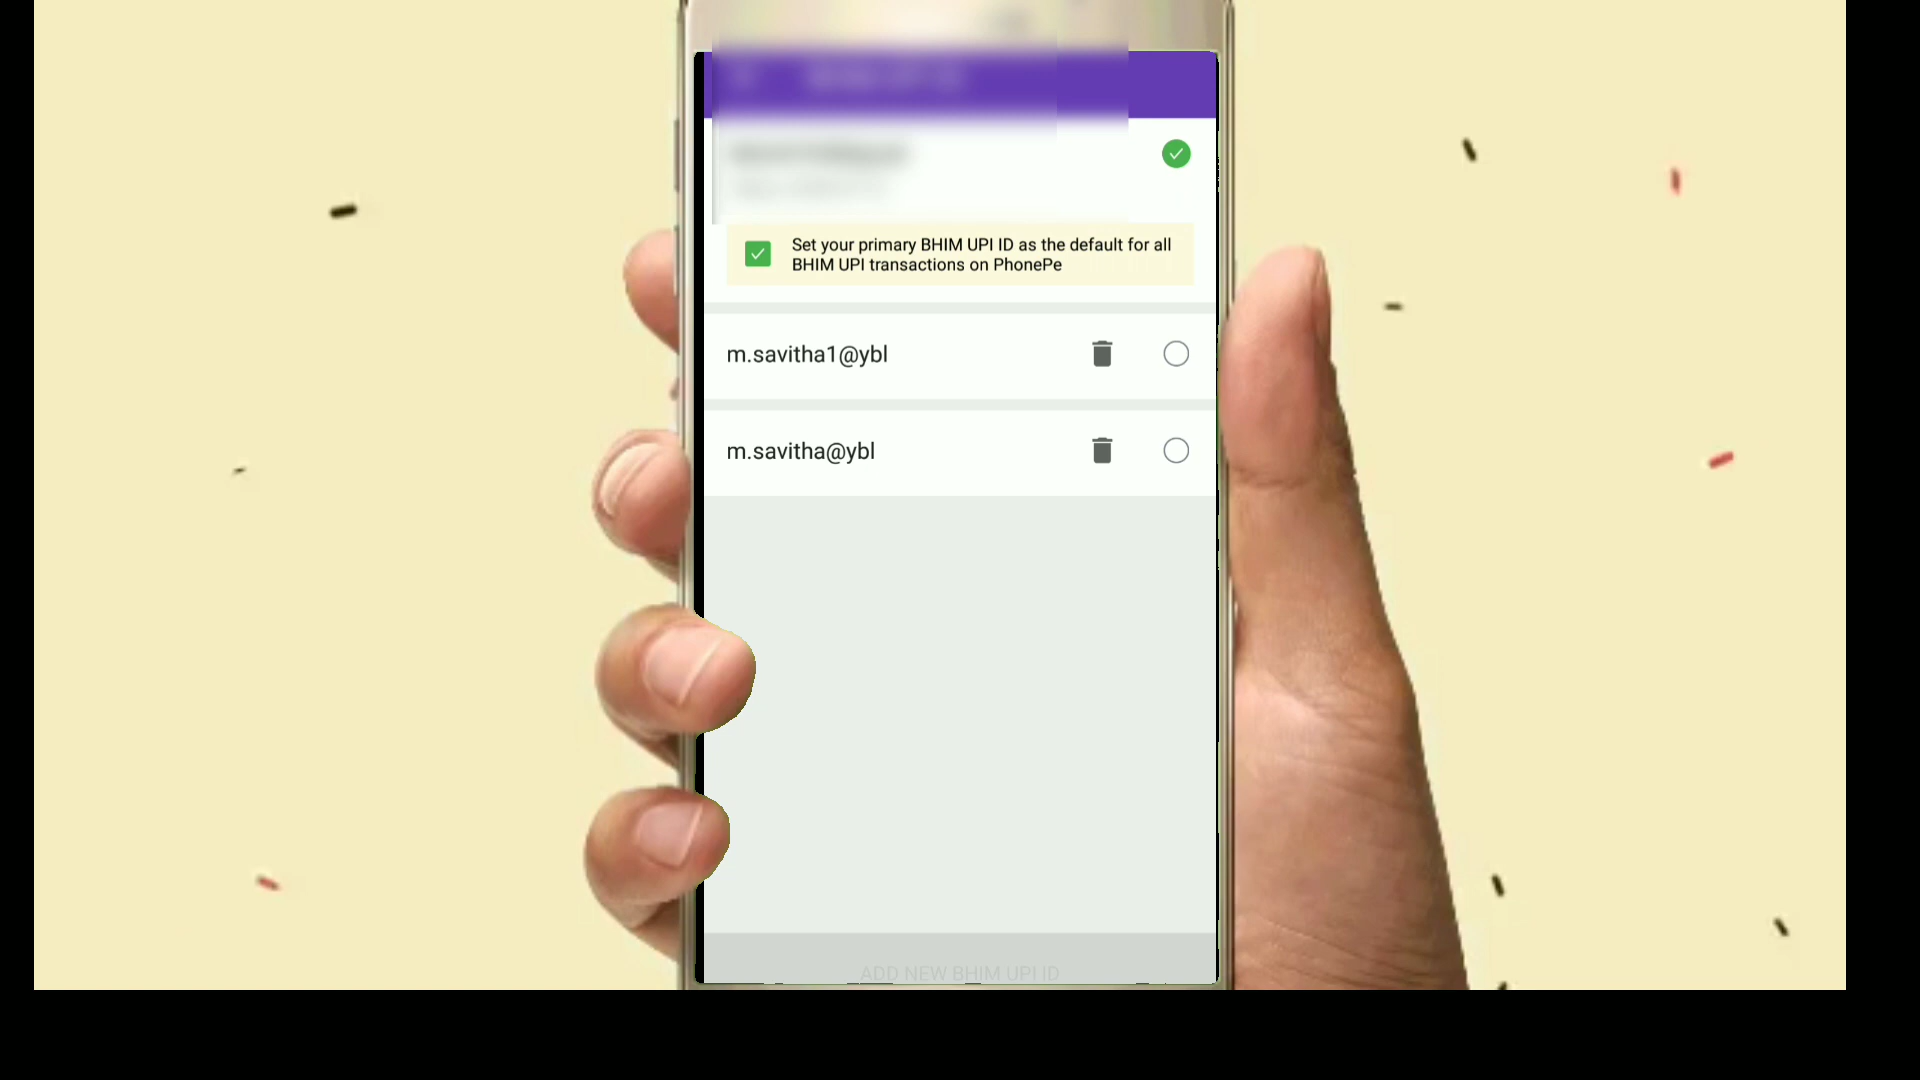 Set your primary BHIM UPI ID as the default for all
BHIM UPI transactions on PhonePe
m.savitha1@ybl
m.savitha@ybl
ADD NEW BHIM UPI ID